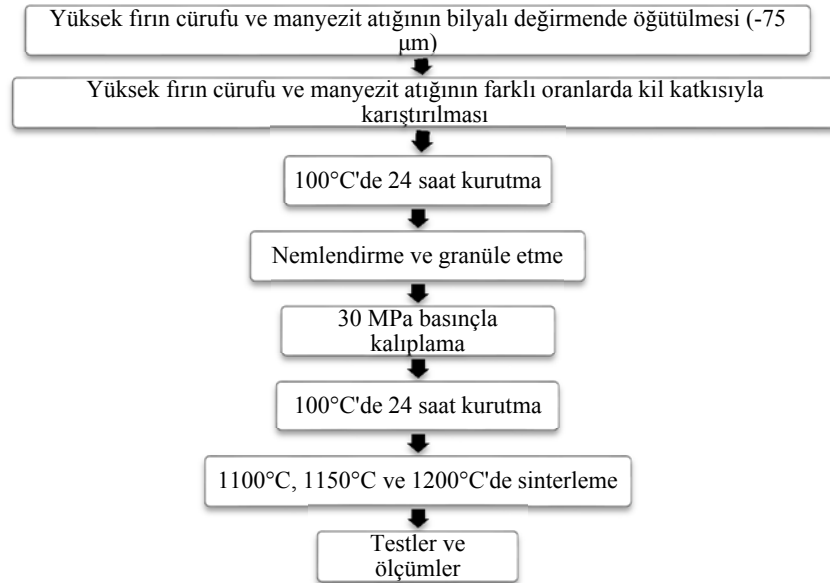 Yüksek fırın cürufu ve manyezit atığının bilyalı değirmende öğütülmesi (-75
μm)
Yüksek fırın cürufu ve manyezit atığının farklı oranlarda kil katkısıyla
karıştırılması
100°C'de 24 saat kurutma
Nemlendirme ve granüle etme
30 MPa basınçla
kalıplama
100°C'de 24 saat kurutma
1100°C, 1150°C ve 1200°C'de sinterleme
Testler ve
ölçümler